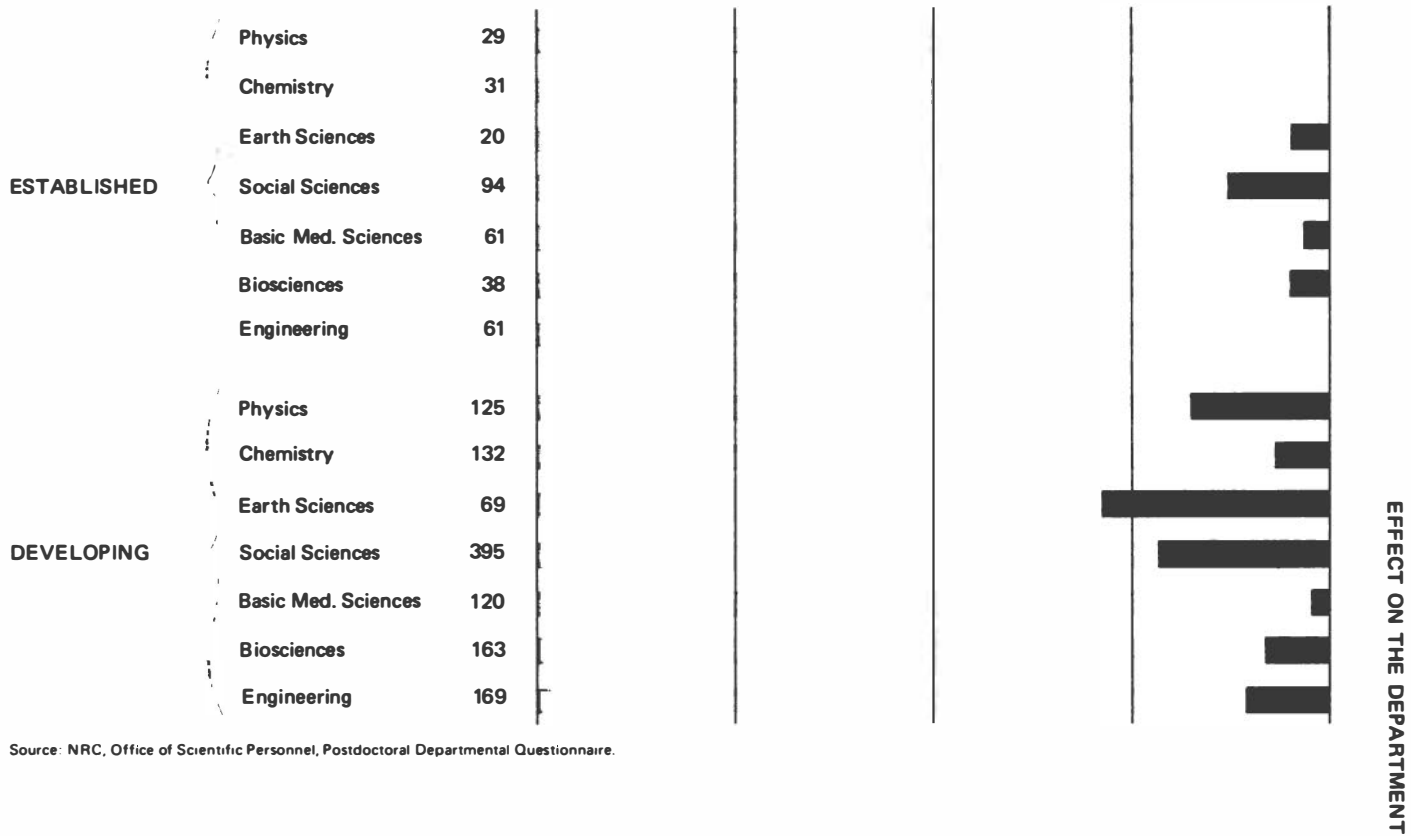 Physics 29
Chemistry 31
Earth Sciences 20
ESTABLISHED Social Sciences 94
Basic Med. Sciences 61
Biosciences 38
Engineering 61
Physics 125
Chemistry 132
Earth Sciences 69
DEVELOPING Social Sciences 395
Basic Med. Sciences 120
Biosciences 163
Engineering 169
Source: NRC, Office of Scientific Personnel, Postdoctoral Departmental Questionnaire.
EFFECT ON THE DEPARTMENT